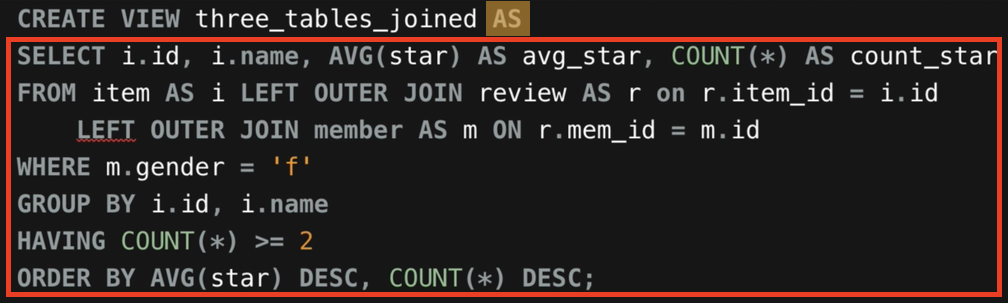 CREATE VIEW three_tables_joined AS
SELECT i.id, i.name, AVG(star) AS avg_star, COUNT(*) AS count_star
FROM item AS i LEFT OUTER JOIN review AS r on r.item_id = i.id
LEFT OUTER JOIN member AS m ON r.mem_id = m.id
WHERE m.gender = 'f'
GROUP BY i.id, i.name
HAVING COUNT(*) >= 2
ORDER BY AVG(star) DESC, COUNT(*) DESC;